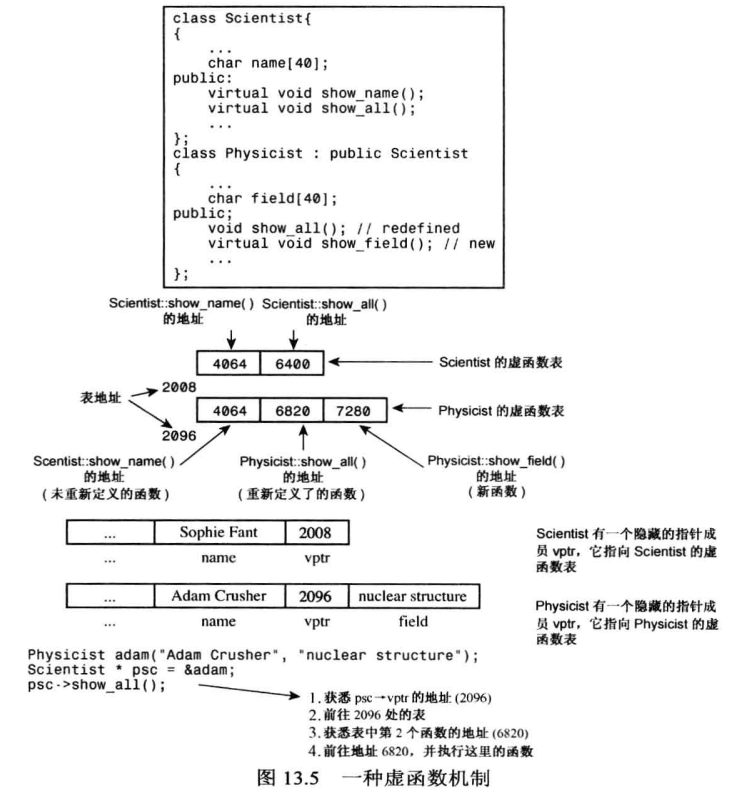 class Scientist{
{
...
char name[40];
public:
virtual void show_name();
virtual void show_all();
...
};
class Physicist : public Scientist
{
...
char field[40];
public;
void show_all(); // redefined
virtual void show_field(); // new
...
};
Scientist::show_name( ) Scientist::show_all( )
的地址 的地址
4064 6400 Scientist 的虚函数表
2008
表地址
4064 6820 7280 Physicist 的虚函数表
2096
Scentist::show_name( ) Physicist::show_all( ) Physicist::show_field( )
的地址 的地址 的地址
(未重新定义的函数) (重新定义了的函数) (新函数)
... Sophie Fant 2008
... name vptr
Scientist 有一个隐藏的指针成
员 vptr，它指向 Scientist 的虚
函数表
... Adam Crusher 2096 nuclear structure
... name vptr field
Physicist 有一个隐藏的指针成
员 vptr，它指向 Physicist 的虚
函数表
Physicist adam("Adam Crusher", "nuclear structure");
Scientist * psc = &adam;
psc->show_all();
1.获悉 psc→vptr 的地址 (2096)
2.前往 2096 处的表
3.获悉表中第 2 个函数的地址 (6820)
4.前往地址 6820，并执行这里的函数
图 13.5 一种虚函数机制